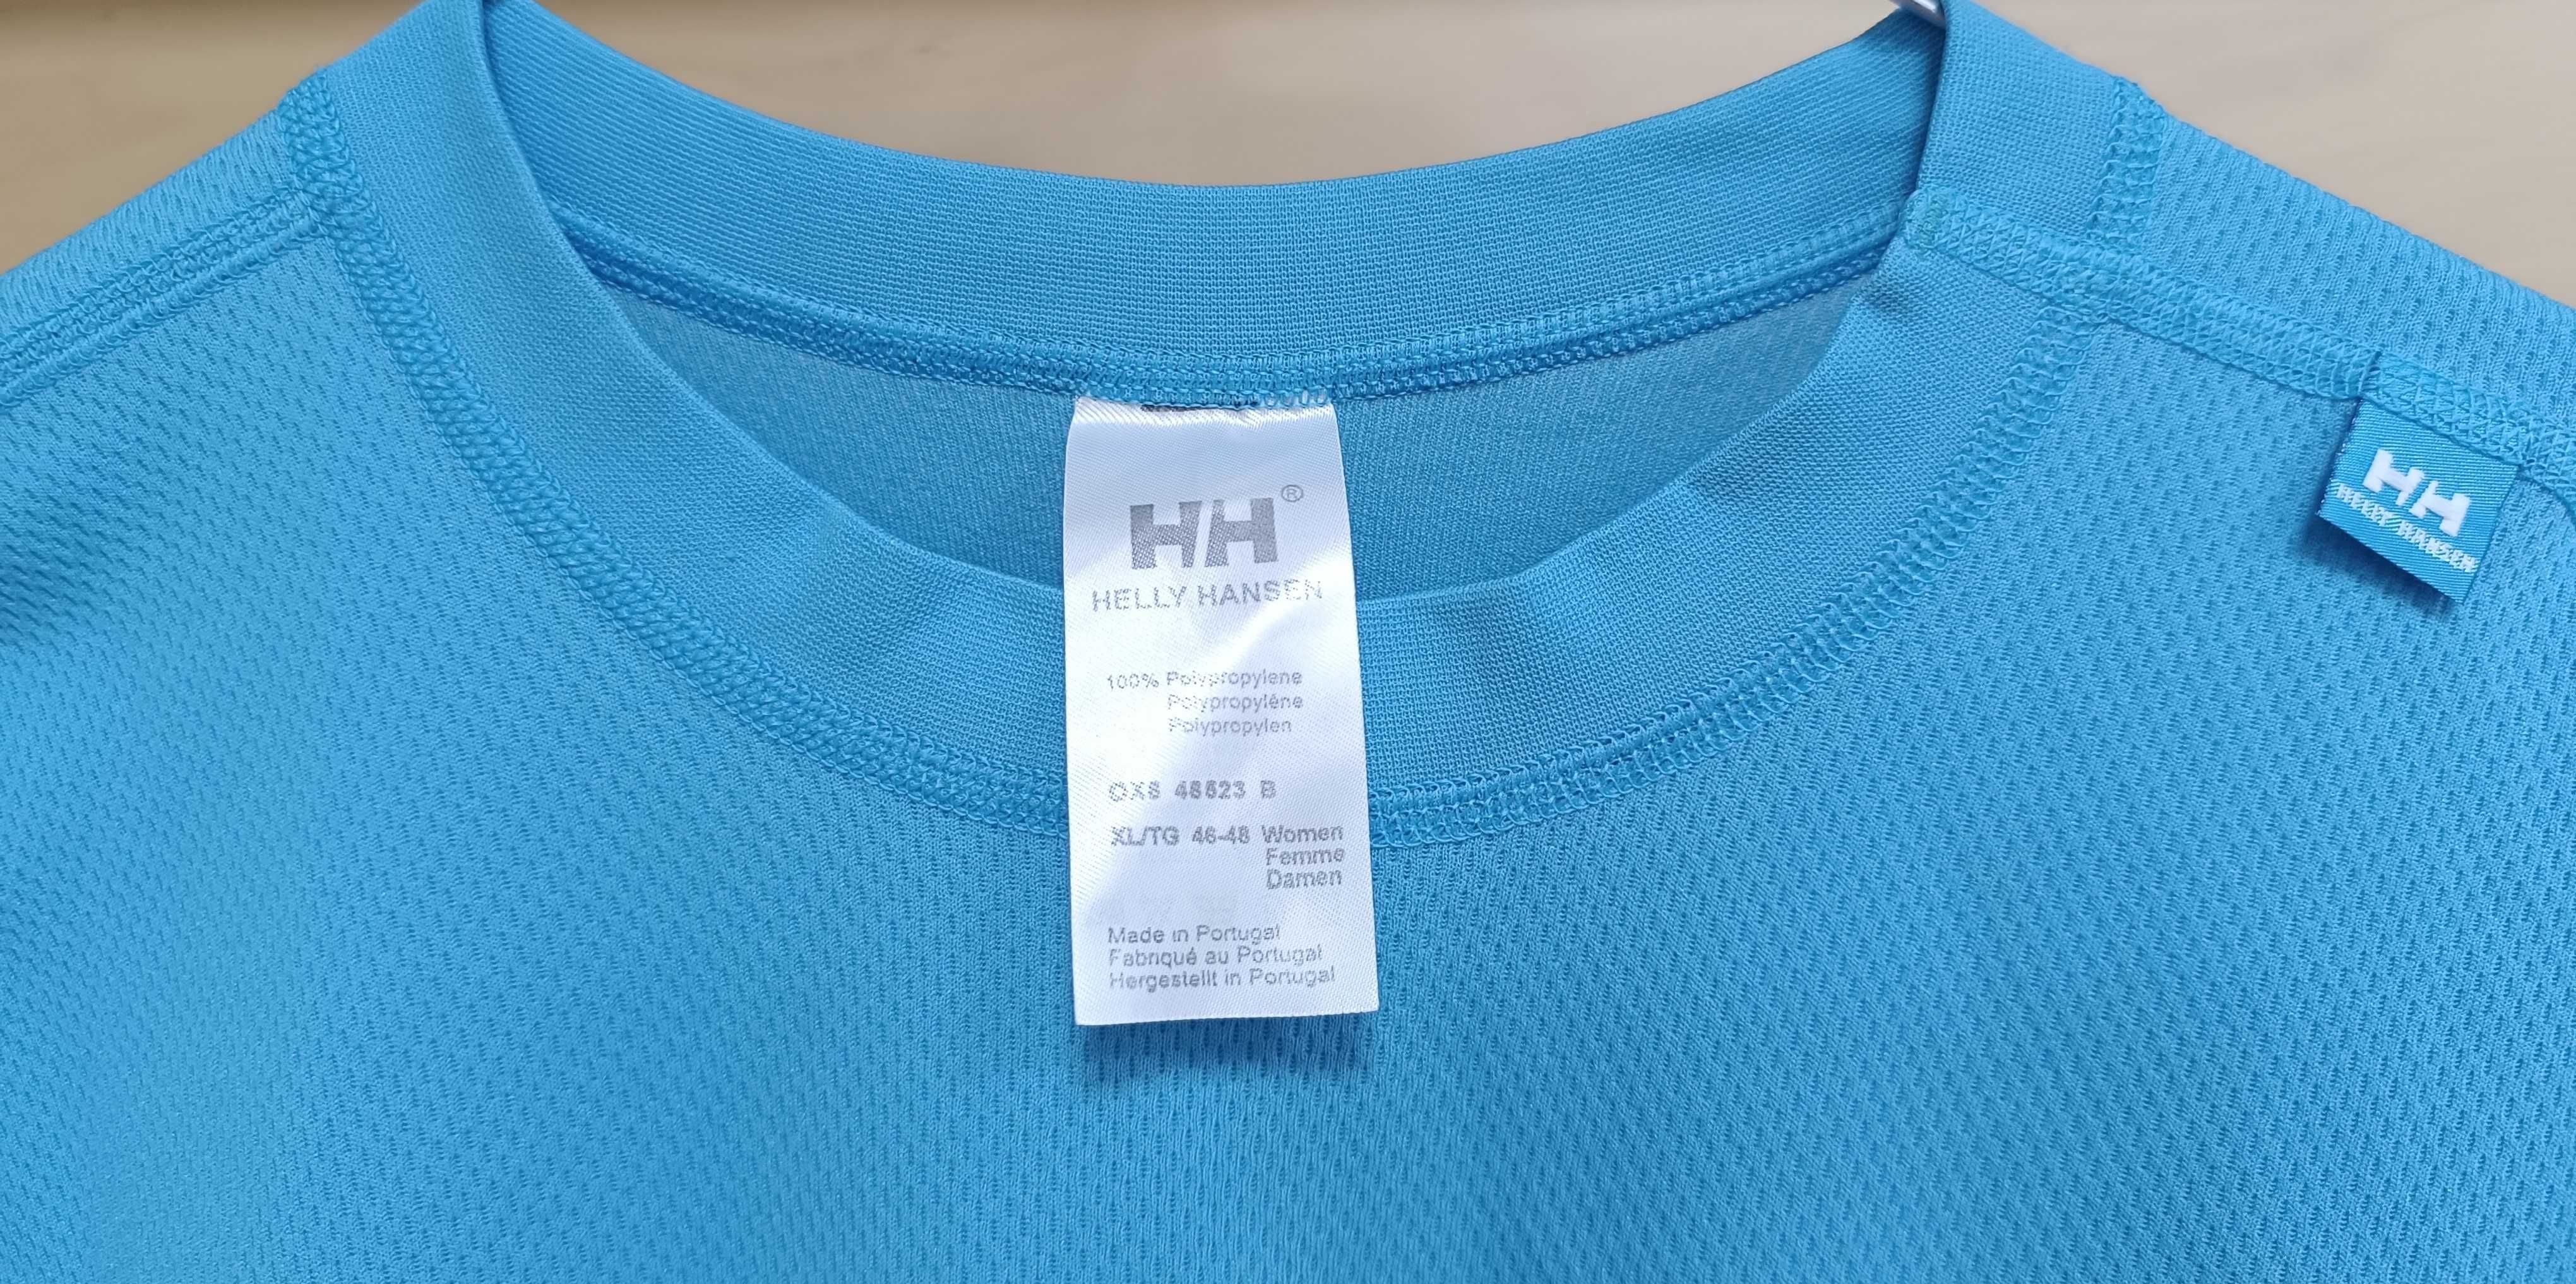 HH®
HELLY HANSEN
100% Polypropylene
Polypropylène
Polypropylen
48523 B
XL/TG 46-48 Women
Femme
Damen
Made in Portugal
Fabriqué au Portugal
Hergestellt in Portugal
HH
HELLY HANSEN